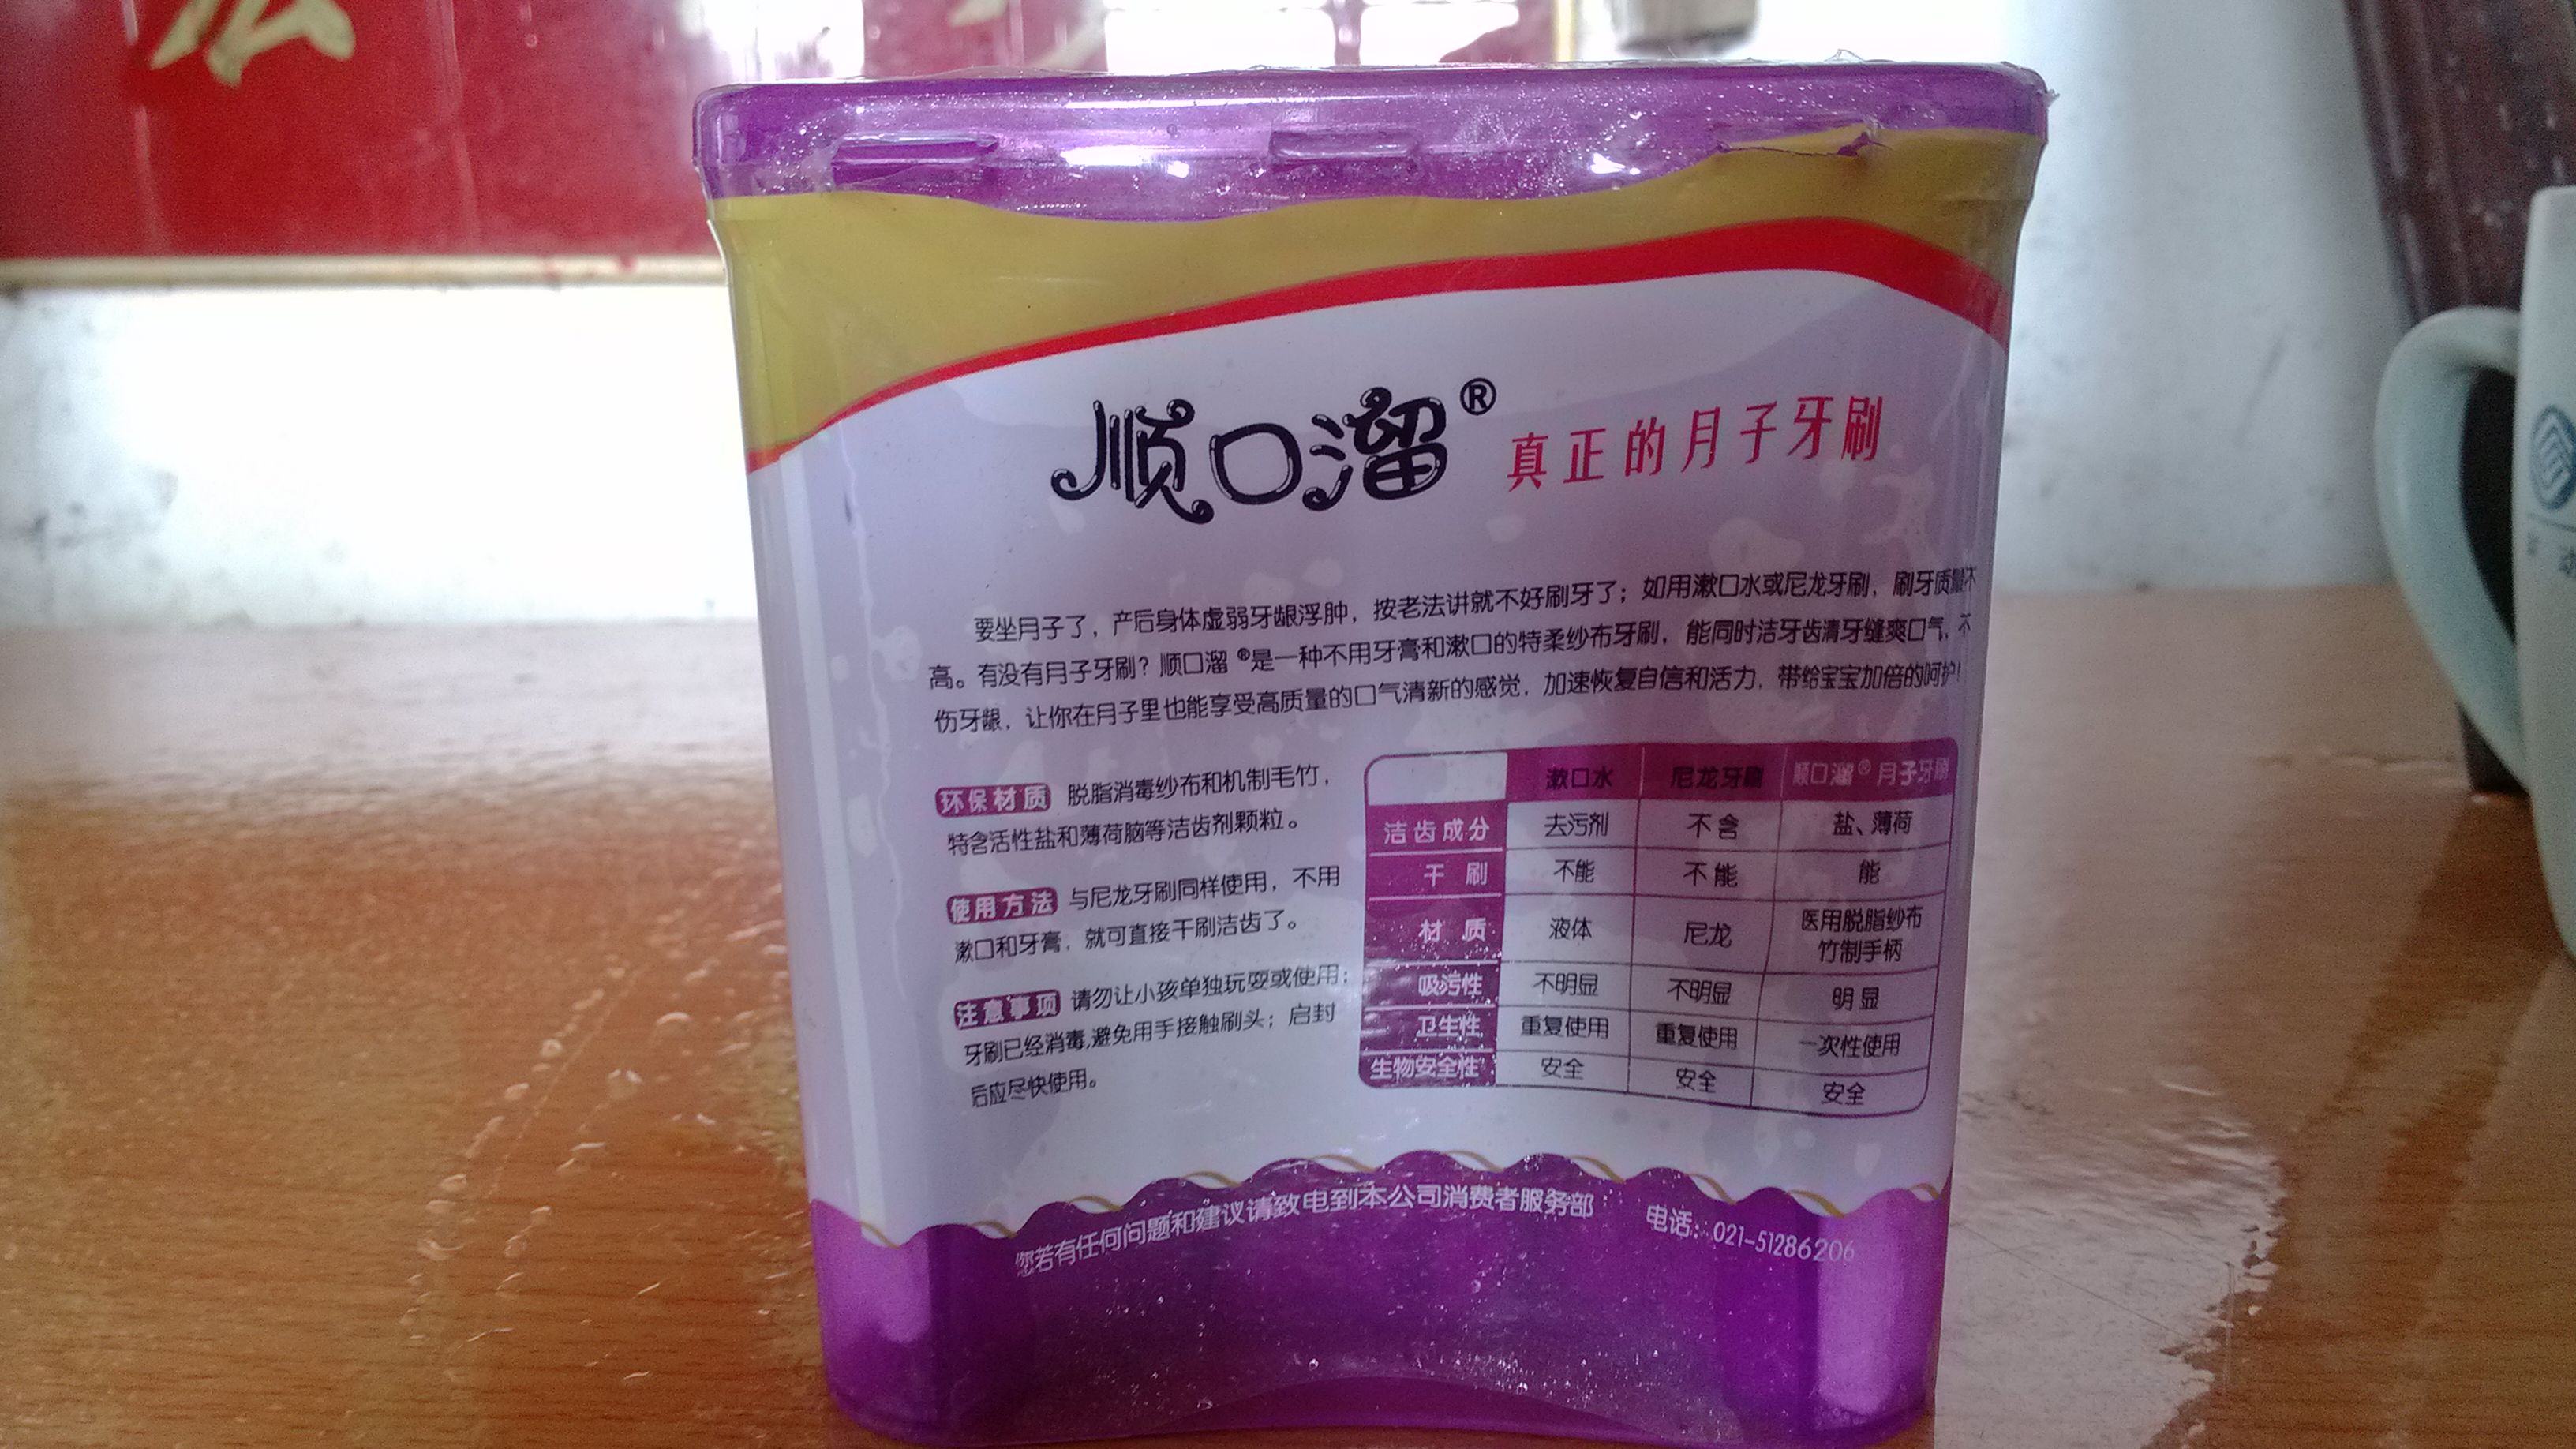 宏
顺口溜® 真正的月子牙刷
要坐月子了，产后身体虚弱牙龈浮肿，按老法讲就不好刷牙了；如用漱口水或尼龙牙刷，刷牙质量不
高。有没有月子牙刷？顺口溜®是一种不用牙膏和漱口的特柔纱布牙刷，能同时洁牙齿清牙缝爽口气，不
伤牙龈，让你在月子里也能享受高质量的口气清新的感觉，加速恢复自信和活力，带给宝宝加倍的呵护！
环保材质 脱脂消毒纱布和机制毛竹，
特含活性盐和薄荷脑等洁齿剂颗粒。
使用方法 与尼龙牙刷同样使用，不用
漱口和牙膏，就可直接干刷洁齿了。
注意事项 请勿让小孩单独玩耍或使用；
牙刷已经消毒,避免用手接触刷头；启封
后应尽快使用。
漱口水 尼龙牙刷 顺口溜®月子牙刷
洁齿成分 去污剂 不含 盐、薄荷
干刷 不能 不能 能
材质 液体 尼龙 医用脱脂纱布
竹制手柄
吸污性 不明显 不明显 明显
卫生性 重复使用 重复使用 一次性使用
生物安全性 安全 安全 安全
您若有任何问题和建议请致电到本公司消费者服务部 电话：021-51286206